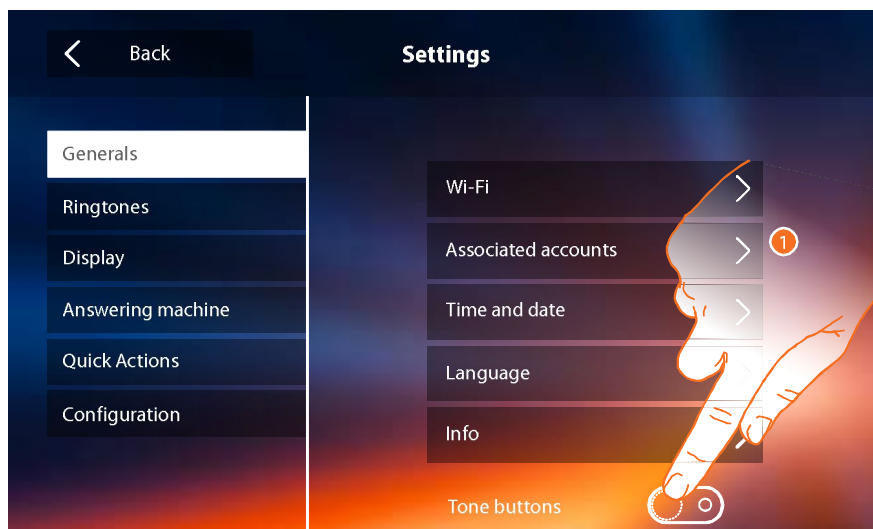 Back
Settings
Generals
Ringtones
Display
Answering machine
Quick Actions
Configuration
Wi-Fi
Associated accounts
1
Time and date
Language
Info
Tone buttons